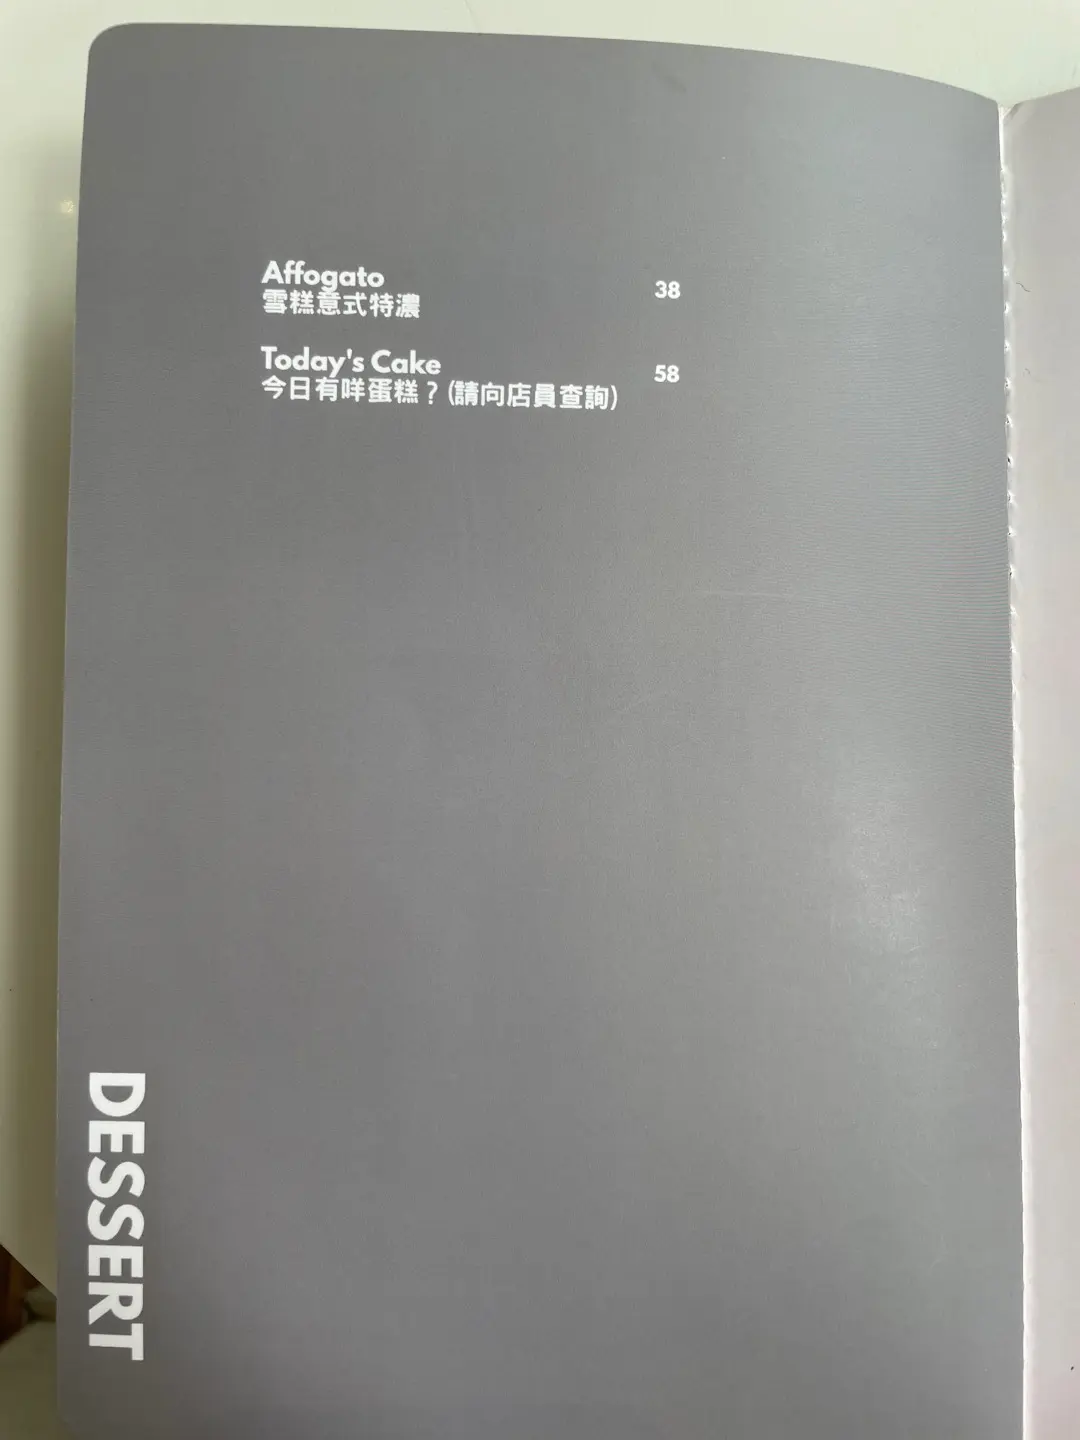 Affogato
雪糕意式特濃
38
Today's Cake
今日有咩蛋糕？(請向店員查詢)
58
DESSERT